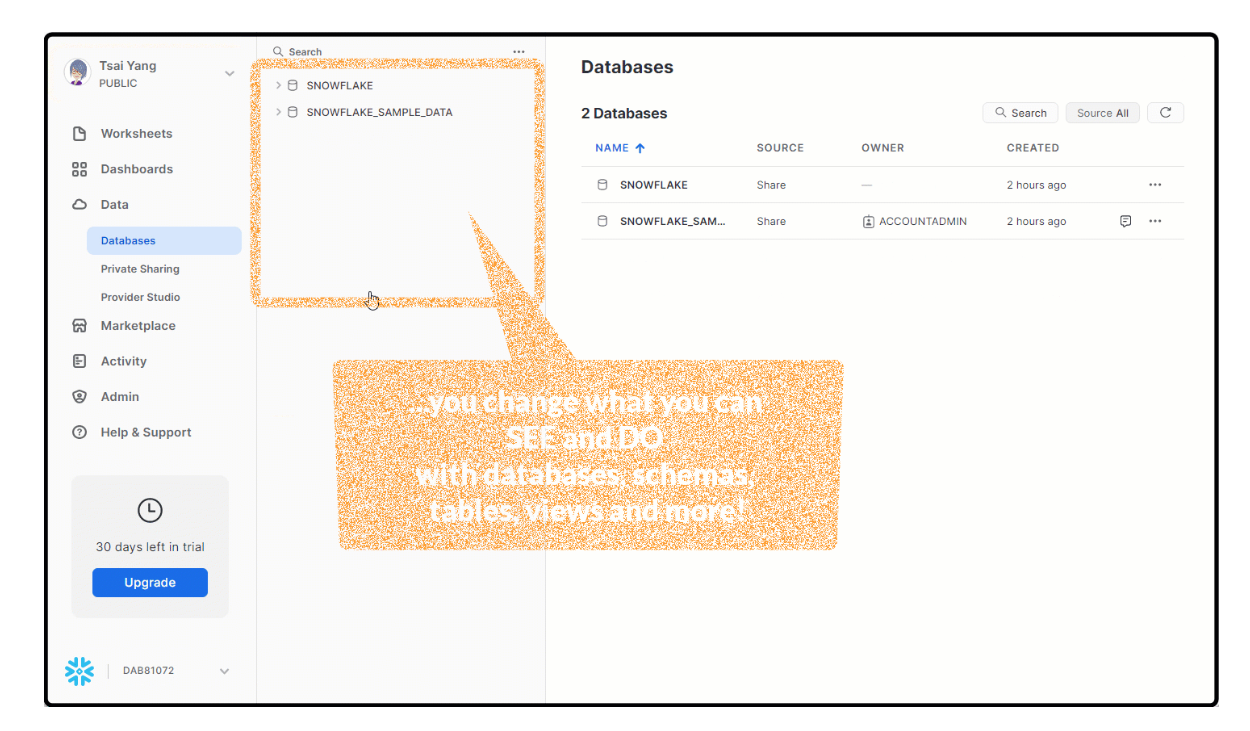 Tsai Yang
PUBLIC
Worksheets
Dashboards
Data
Databases
Private Sharing
Provider Studio
Marketplace
Activity
Admin
Help & Support
30 days left in trial
Upgrade
DAB81072
Search
SNOWFLAKE
SNOWFLAKE_SAMPLE_DATA
...you change what you can
SEE and DO
with databases, schemas,
tables, views and more!
Databases
2 Databases
Search
Source All
NAME SOURCE OWNER CREATED
SNOWFLAKE Share — 2 hours ago
SNOWFLAKE_SAM... Share ACCOUNTADMIN 2 hours ago